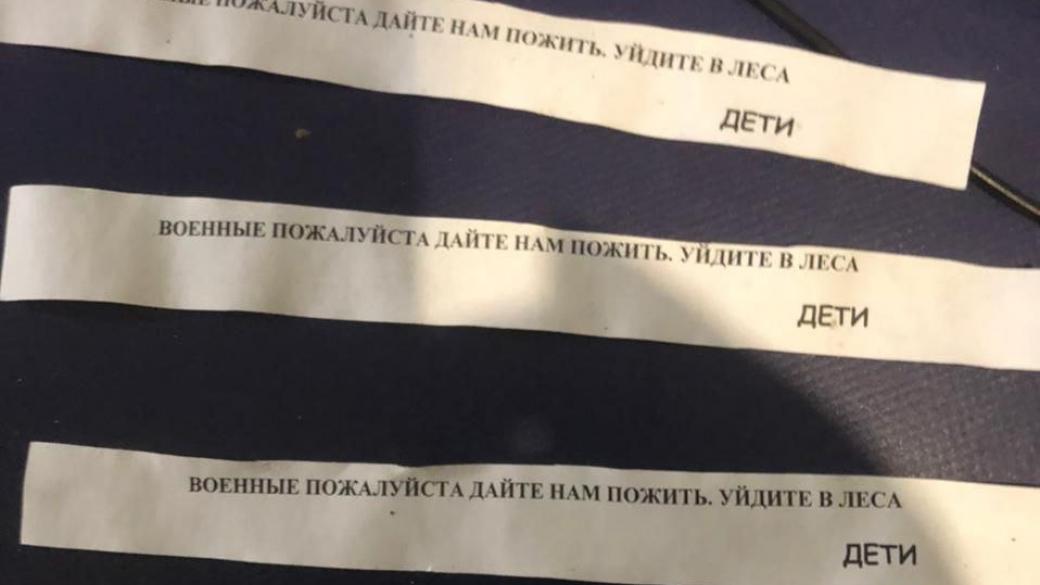 ПОЖАЛУЙСТА ДАЙТЕ НАМ ПОЖИТЬ. УЙДИТЕ В ЛЕСА
ДЕТИ
ВОЕННЫЕ ПОЖАЛУЙСТА ДАЙТЕ НАМ ПОЖИТЬ. УЙДИТЕ В ЛЕСА
ДЕТИ
ВОЕННЫЕ ПОЖАЛУЙСТА ДАЙТЕ НАМ ПОЖИТЬ. УЙДИТЕ В ЛЕСА
ДЕТИ